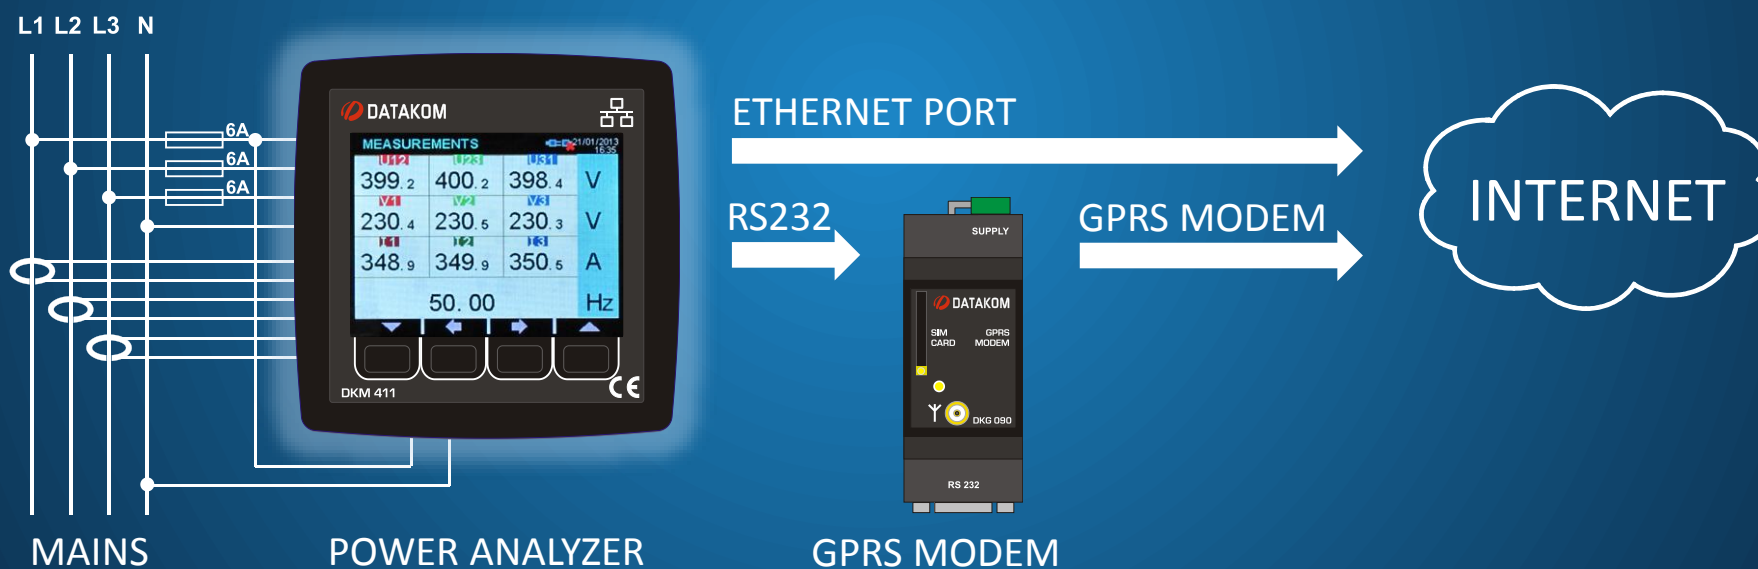 L1 L2 L3 N
6A
6A
6A
DATAKOM
MEASUREMENTS
21/01/2013
16:35
U12 U23 U31
399.2 400.2 398.4 V
V1 V2 V3
230.4 230.5 230.3 V
I1 I2 I3
348.9 349.9 350.5 A
50.00 Hz
DKM 411
CE
ETHERNET PORT
RS232
GPRS MODEM
SUPPLY
DATAKOM
SIM CARD
GPRS MODEM
DKG 090
RS 232
INTERNET
MAINS
POWER ANALYZER
GPRS MODEM